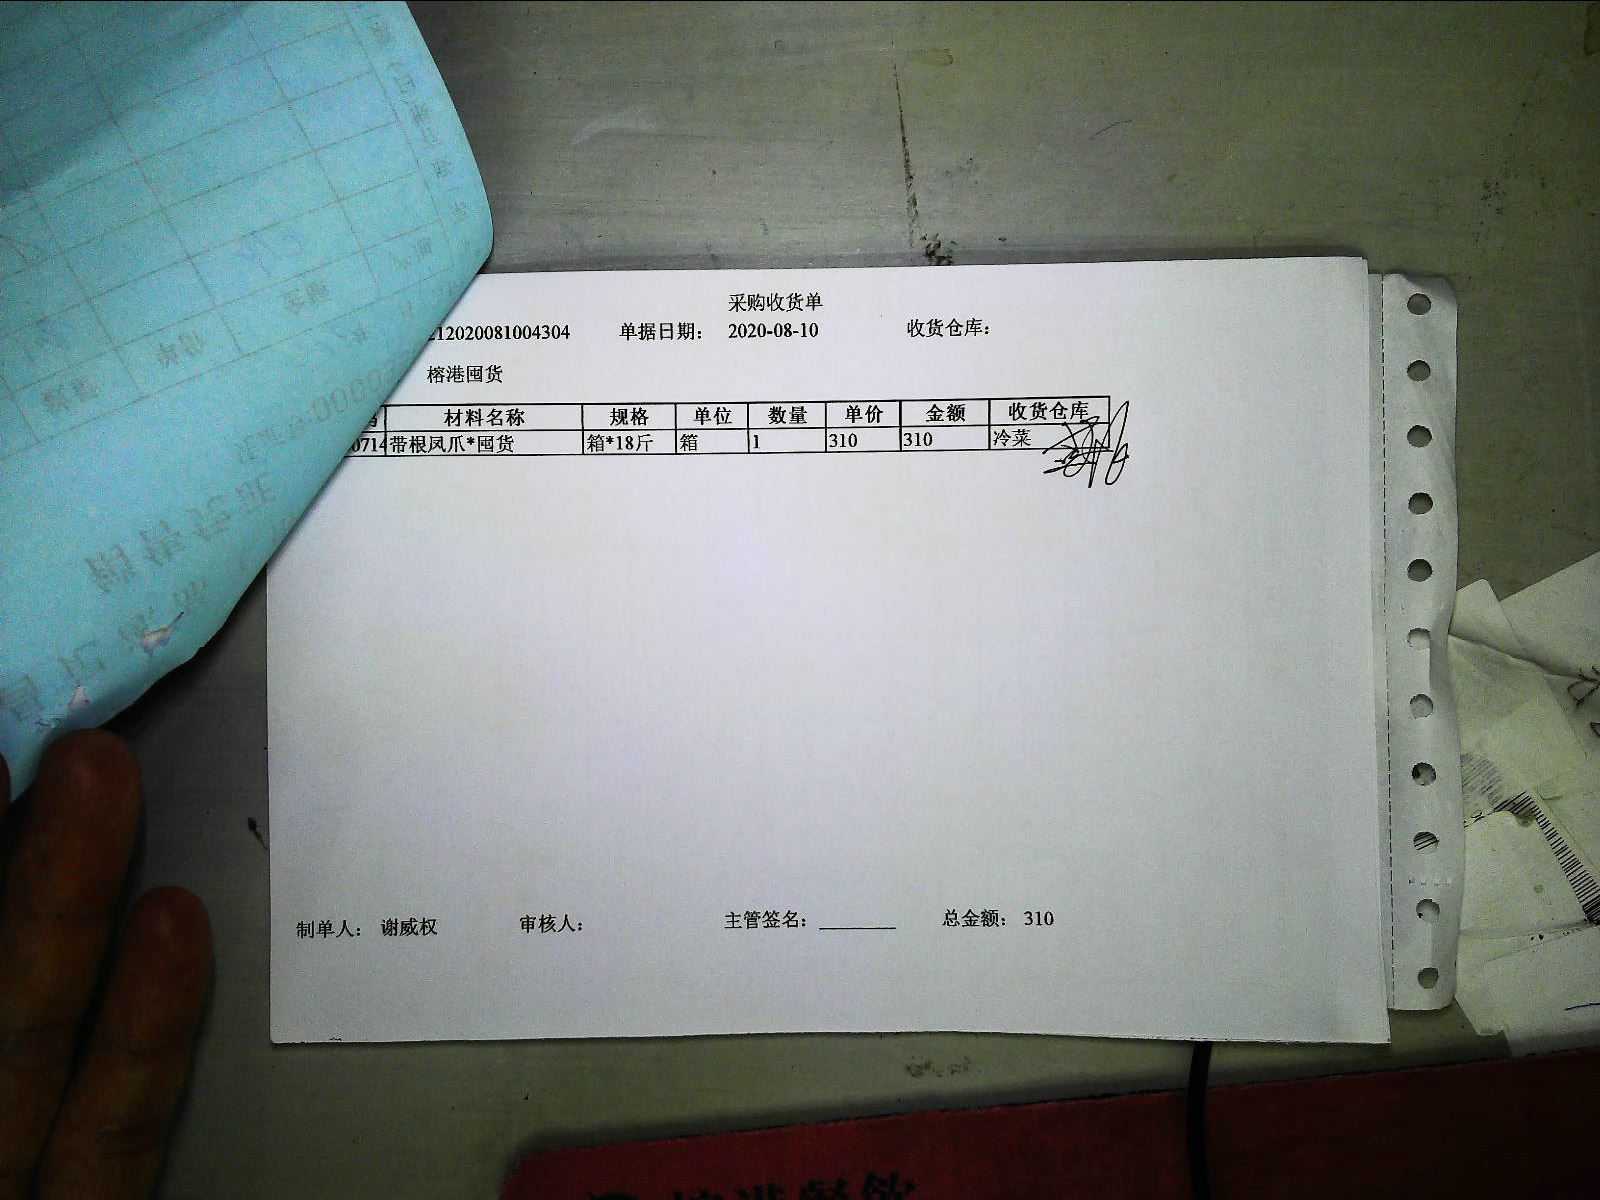 采购收货单
212020081004304 单据日期： 2020-08-10 收货仓库：
榕港囤货
材料名称 规格 单位 数量 单价 金额 收货仓库
0714 带根凤爪*囤货 箱*18斤 箱 1 310 310 冷菜
制单人： 谢威权 审核人： 主管签名：________ 总金额： 310